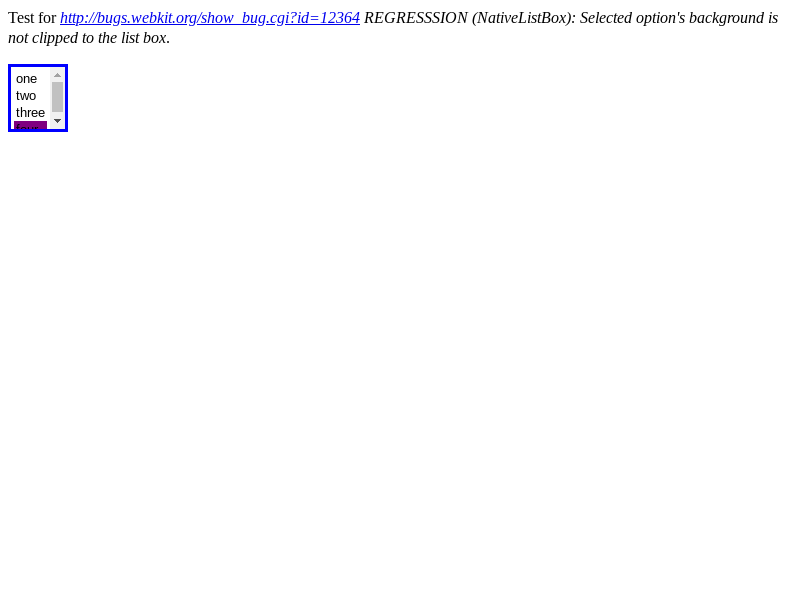 Test for http://bugs.webkit.org/show_bug.cgi?id=12364 REGRESSSION (NativeListBox): Selected option's background is
not clipped to the list box.
one
two
three